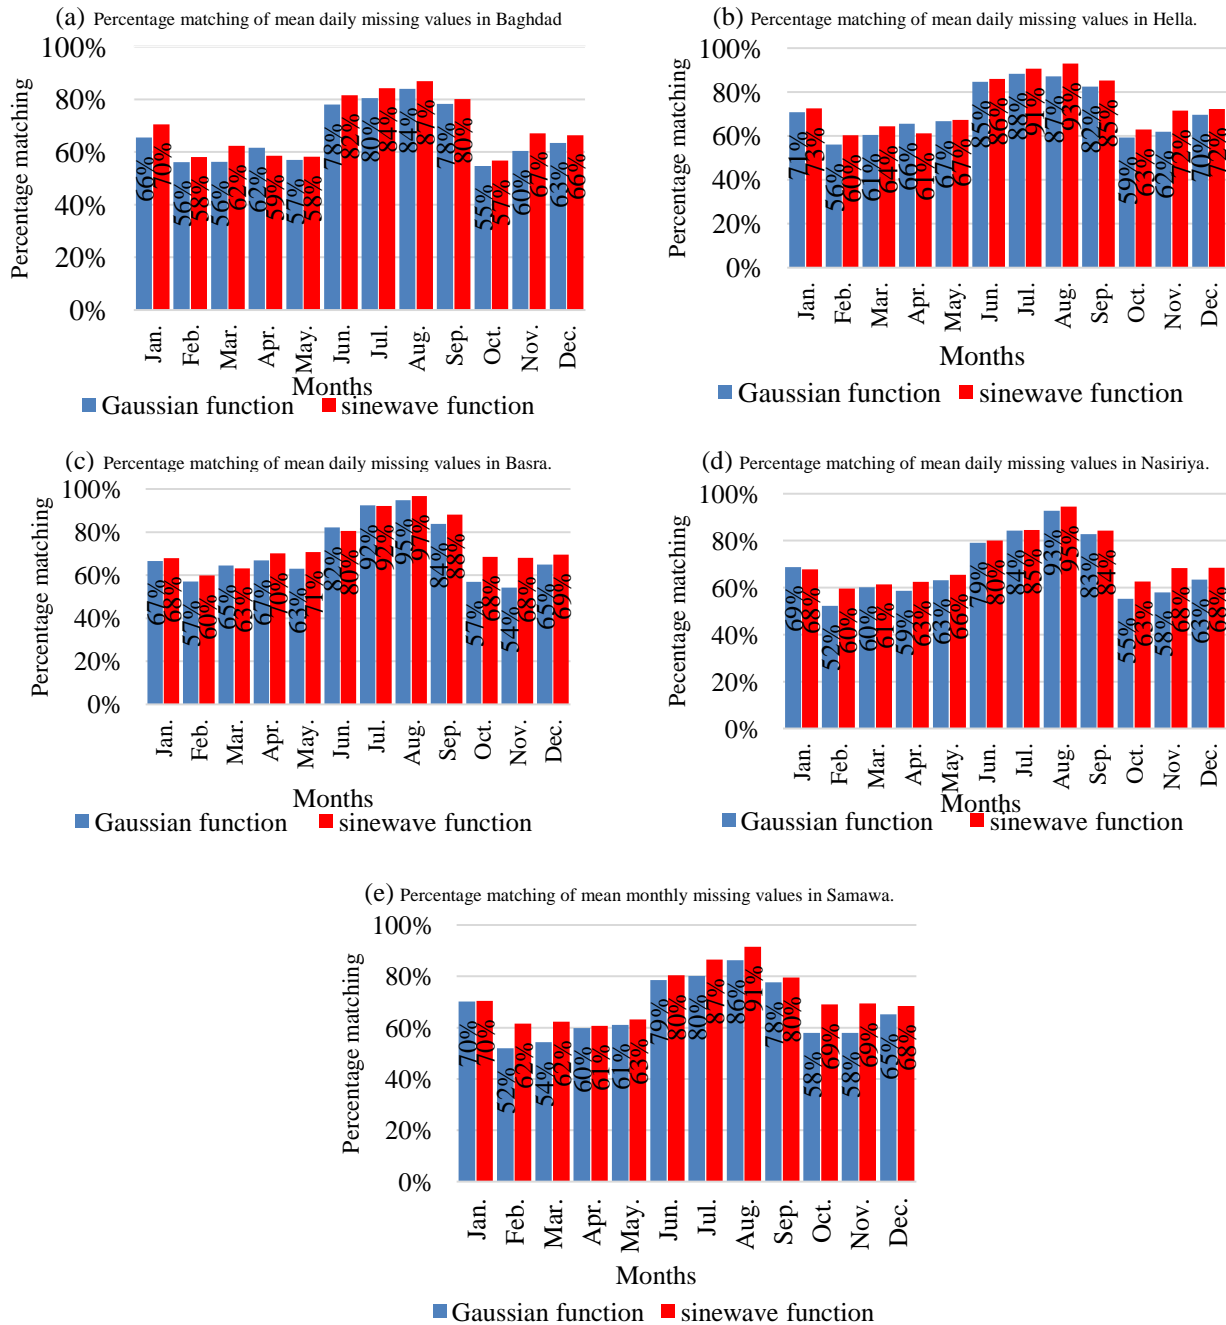 (a) Percentage matching of mean daily missing values in Baghdad
Percentage matching
100%
80%
60%
40%
20%
0%
66% 70% 56% 58% 56% 62% 62% 59% 57% 58% 78% 82% 80% 84% 84% 87% 78% 80% 55% 57% 60% 67% 63% 66%
Jan. Feb. Mar. Apr. May. Jun. Jul. Aug. Sep. Oct. Nov. Dec.
Months
Gaussian function sinewave function
(b) Percentage matching of mean daily missing values in Hella.
Percentage matching
100%
80%
60%
40%
20%
0%
71% 73% 56% 60% 61% 64% 66% 61% 67% 67% 85% 86% 88% 91% 87% 93% 82% 85% 59% 63% 62% 72% 70% 72%
Jan. Feb. Mar. Apr. May. Jun. Jul. Aug. Sep. Oct. Nov. Dec.
Months
Gaussian function sinewave function
(c) Percentage matching of mean daily missing values in Basra.
Percentage matching
100%
80%
60%
40%
20%
0%
67% 68% 57% 60% 65% 63% 67% 70% 63% 71% 82% 80% 92% 92% 95% 97% 84% 88% 57% 68% 54% 68% 65% 69%
Jan. Feb. Mar. Apr. May. Jun. Jul. Aug. Sep. Oct. Nov. Dec.
Months
Gaussian function sinewave function
(d) Percentage matching of mean daily missing values in Nasiriya.
Pecentage matching
100%
80%
60%
40%
20%
0%
69% 68% 52% 60% 60% 61% 59% 63% 63% 66% 79% 80% 84% 85% 93% 95% 83% 84% 55% 63% 58% 68% 63% 68%
Jan. Feb. Mar. Apr. May. Jun. Jul. Aug. Sep. Oct. Nov. Dec.
Months
Gaussian function sinewave function
(e) Percentage matching of mean monthly missing values in Samawa.
Percentage matching
100%
80%
60%
40%
20%
0%
70% 70% 52% 62% 54% 62% 60% 61% 61% 63% 79% 80% 80% 87% 86% 91% 78% 80% 58% 69% 58% 69% 65% 68%
Jan. Feb. Mar. Apr. May. Jun. Jul. Aug. Sep. Oct. Nov. Dec.
Months
Gaussian function sinewave function